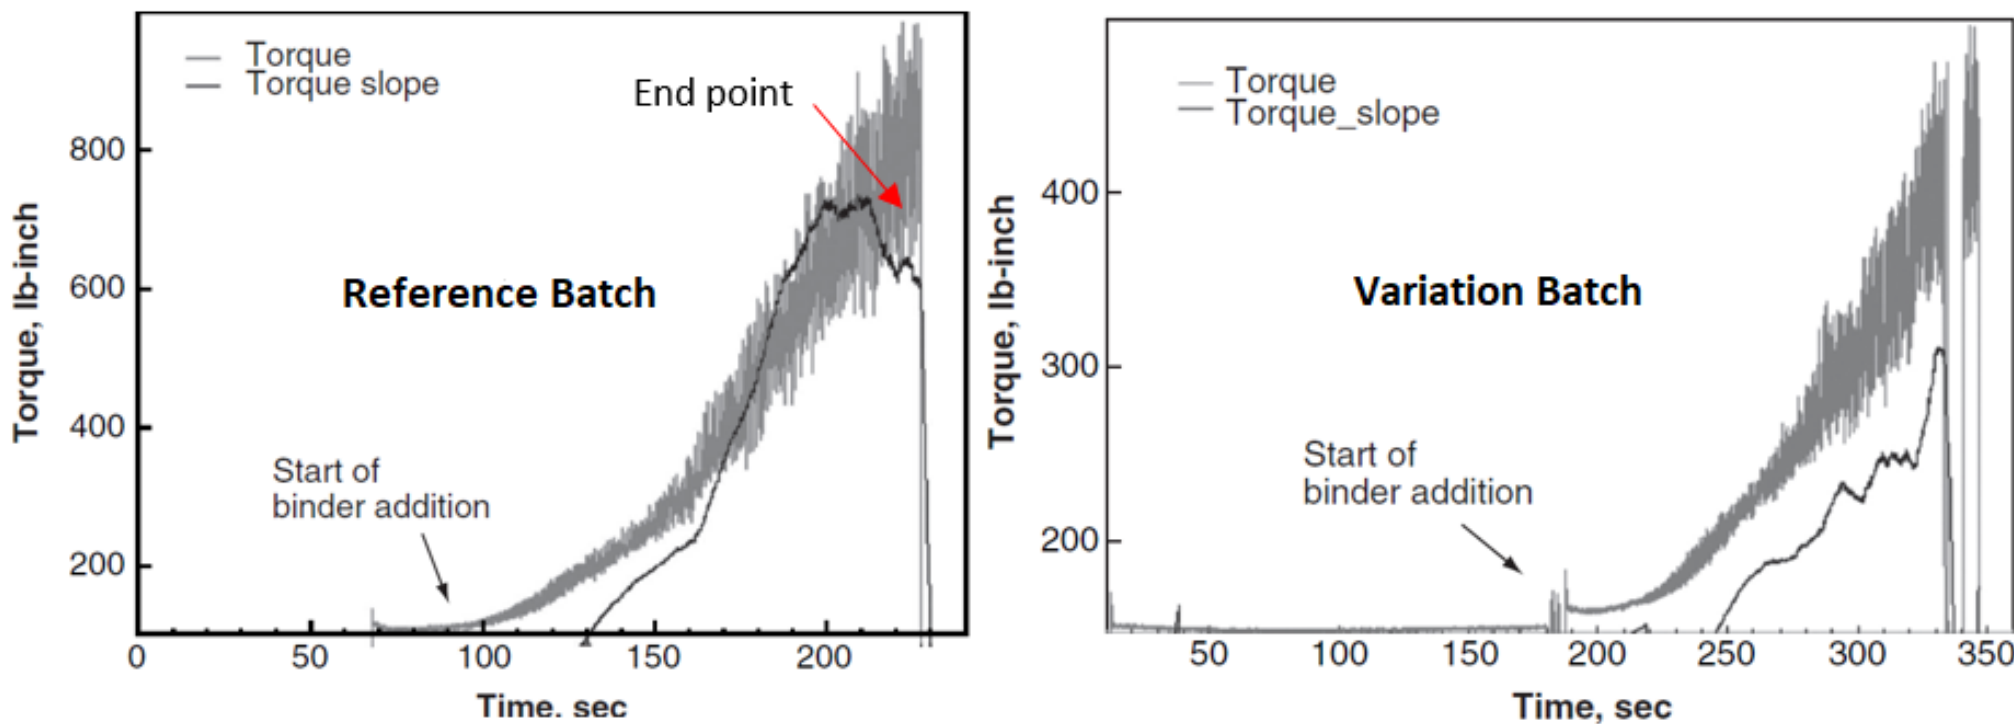 Torque
Torque slope
End point
800
600
400
200
Torque, lb-inch
Reference Batch
Start of
binder addition
0
50
100
150
200
Time, sec
Torque
Torque_slope
400
300
200
Torque, lb-inch
Variation Batch
Start of
binder addition
50
100
150
200
250
300
350
Time, sec